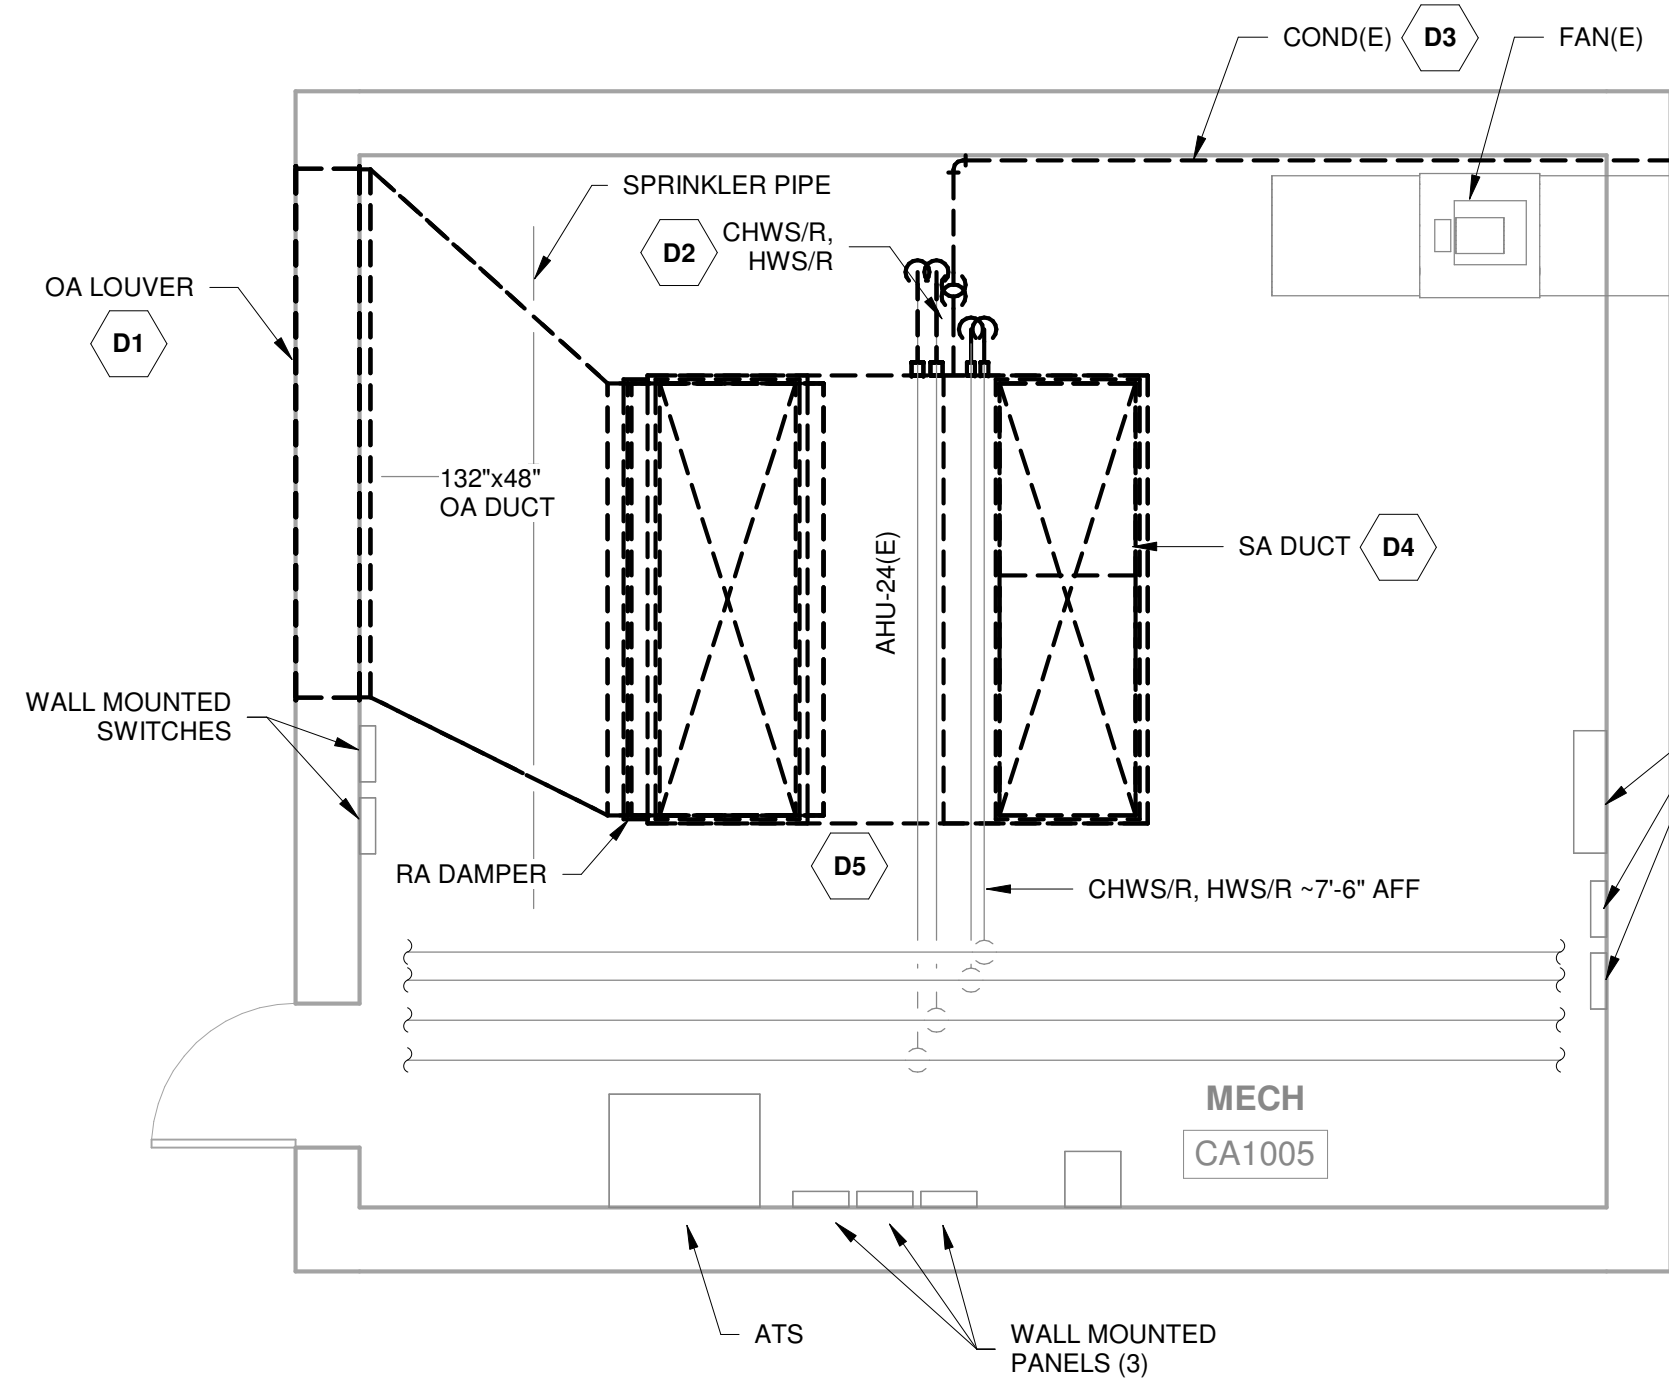 COND(E)
D3
FAN(E)
SPRINKLER PIPE
D2
CHWS/R,
HWS/R
OA LOUVER
D1
132"x48"
OA DUCT
AHU-24(E)
SA DUCT
D4
WALL MOUNTED
SWITCHES
RA DAMPER
D5
CHWS/R, HWS/R ~7'-6" AFF
MECH
CA1005
ATS
WALL MOUNTED
PANELS (3)